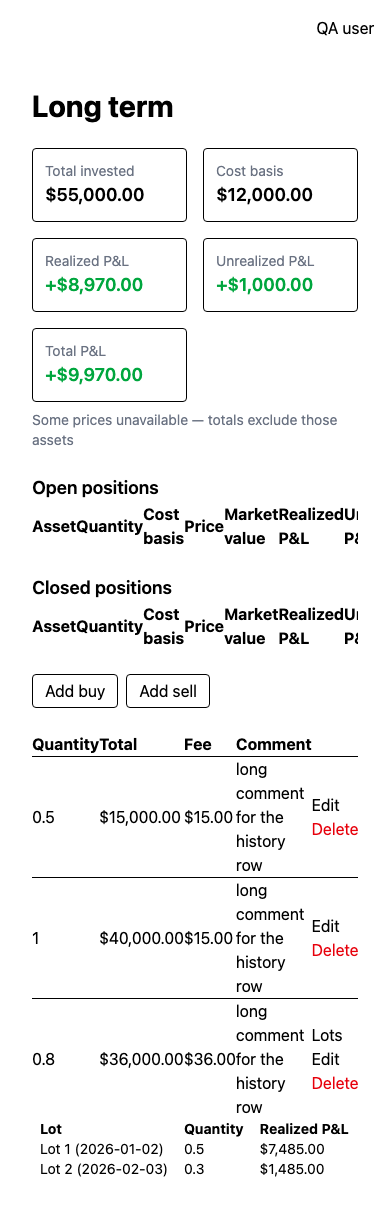 QA user
Long term
Total invested Cost basis
$55,000.00 $12,000.00
Realized P&L Unrealized P&L
+$8,970.00 +$1,000.00
Total P&L
+$9,970.00
Some prices unavailable — totals exclude those
assets
Open positions
Asset Quantity Cost basis Price Market value Realized P&L
Closed positions
Asset Quantity Cost basis Price Market value Realized P&L
Add buy Add sell
Quantity Total Fee Comment
0.5 $15,000.00 $15.00 long comment for the history row Edit Delete
1 $40,000.00 $15.00 long comment for the history row Edit Delete
0.8 $36,000.00 $36.00 long comment for the history row Lots Edit Delete
Lot Quantity Realized P&L
Lot 1 (2026-01-02) 0.5 $7,485.00
Lot 2 (2026-02-03) 0.3 $1,485.00